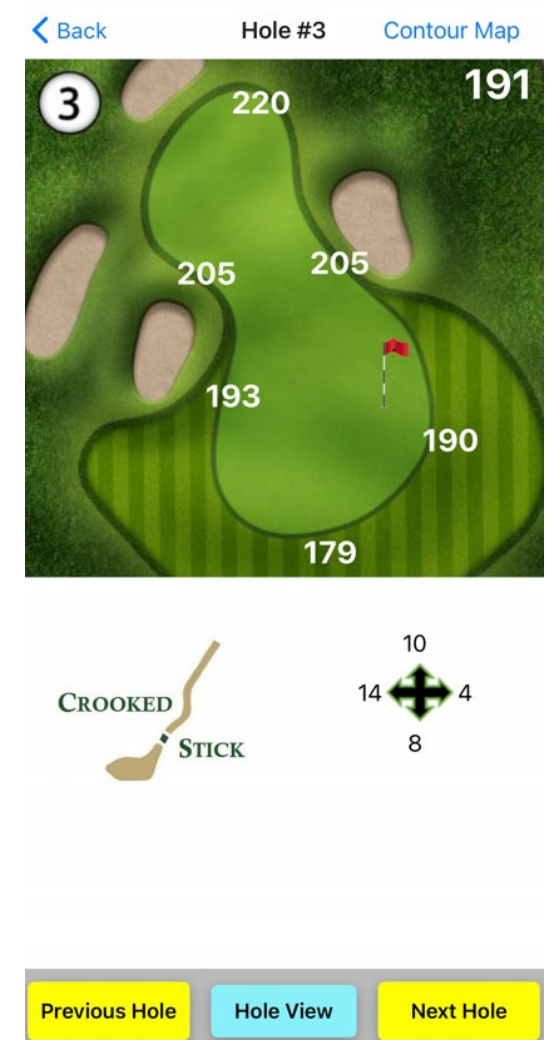 Back Hole #3 Contour Map
3
191
220
205
205
193
190
179
CROOKED
STICK
10
14
4
8
Previous Hole
Hole View
Next Hole